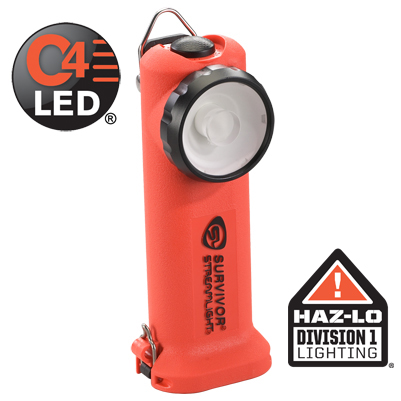 C4
LED®
SURVIVOR®
STREAMLIGHT®
HAZ-LO
DIVISION 1
LIGHTING®